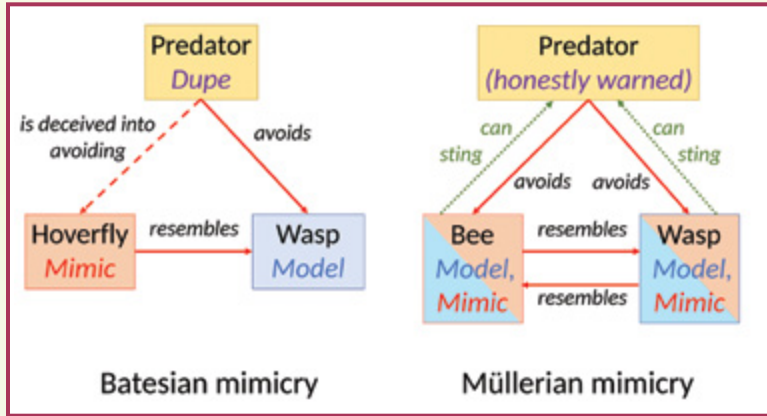 Predator
Dupe
is deceived into
avoiding
avoids
Hoverfly
Mimic
resembles
Wasp
Model
Batesian mimicry
Predator
(honestly warned)
can
sting
can
sting
avoids
avoids
Bee
Model,
Mimic
resembles
resembles
Wasp
Model,
Mimic
Müllerian mimicry